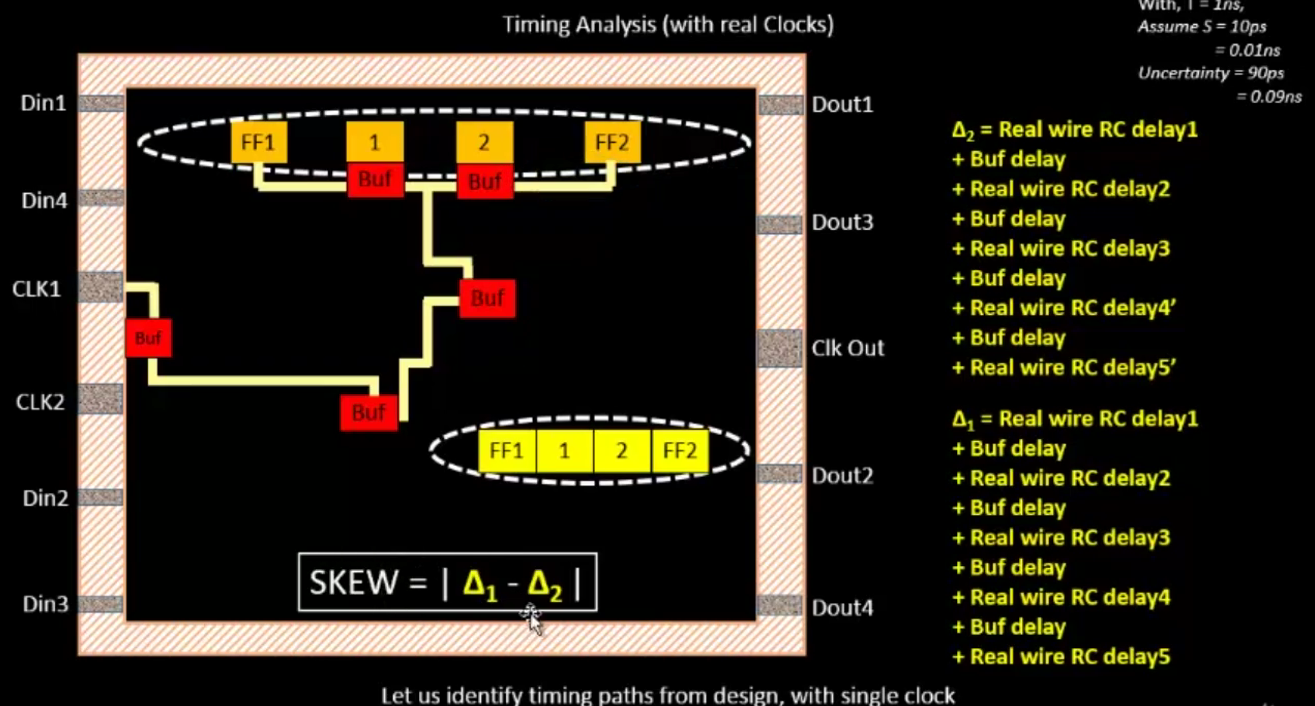 Timing Analysis (with real Clocks)
With, T = 1ns,
Assume S = 10ps
= 0.01ns
Uncertainty = 90ps
= 0.09ns
Din1
Din4
CLK1
CLK2
Din2
Din3
FF1
1
2
FF2
Buf
Buf
Buf
Buf
Buf
FF1
1
2
FF2
SKEW = | Δ₁ - Δ₂ |
Dout1
Dout3
Clk Out
Dout2
Dout4
Δ₂ = Real wire RC delay1
+ Buf delay
+ Real wire RC delay2
+ Buf delay
+ Real wire RC delay3
+ Buf delay
+ Real wire RC delay4’
+ Buf delay
+ Real wire RC delay5’
Δ₁ = Real wire RC delay1
+ Buf delay
+ Real wire RC delay2
+ Buf delay
+ Real wire RC delay3
+ Buf delay
+ Real wire RC delay4
+ Buf delay
+ Real wire RC delay5
Let us identify timing paths from design, with single clock